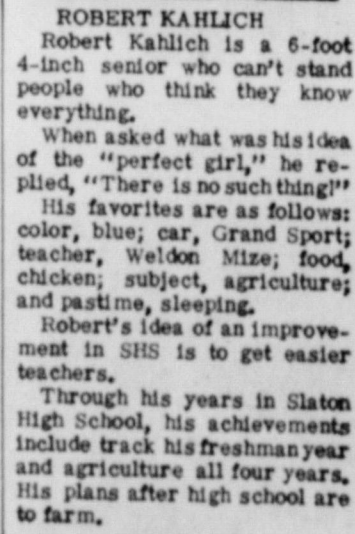 ROBERT KAHLICH
Robert Kahlich is a 6-foot
4-inch senior who can't stand
people who think they know
everything.
When asked what was his idea
of the "perfect girl," he re-
plied, "There is no such thing!"
His favorites are as follows:
color, blue; car, Grand Sport;
teacher, Weldon Mize; food,
chicken; subject, agriculture;
and pastime, sleeping.
Robert's idea of an improve-
ment in SHS is to get easier
teachers.
Through his years in Slaton
High School, his achievements
include track his freshman year
and agriculture all four years.
His plans after high school are
to farm.